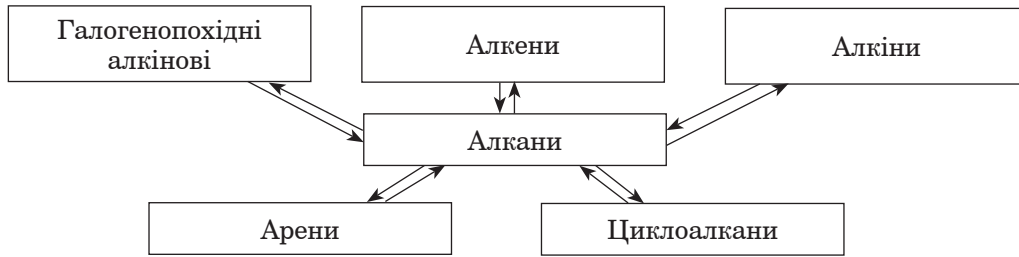 Галогенопохідні
алкінові
Алкени
Алкіни
Алкани
Арени
Циклоалкани